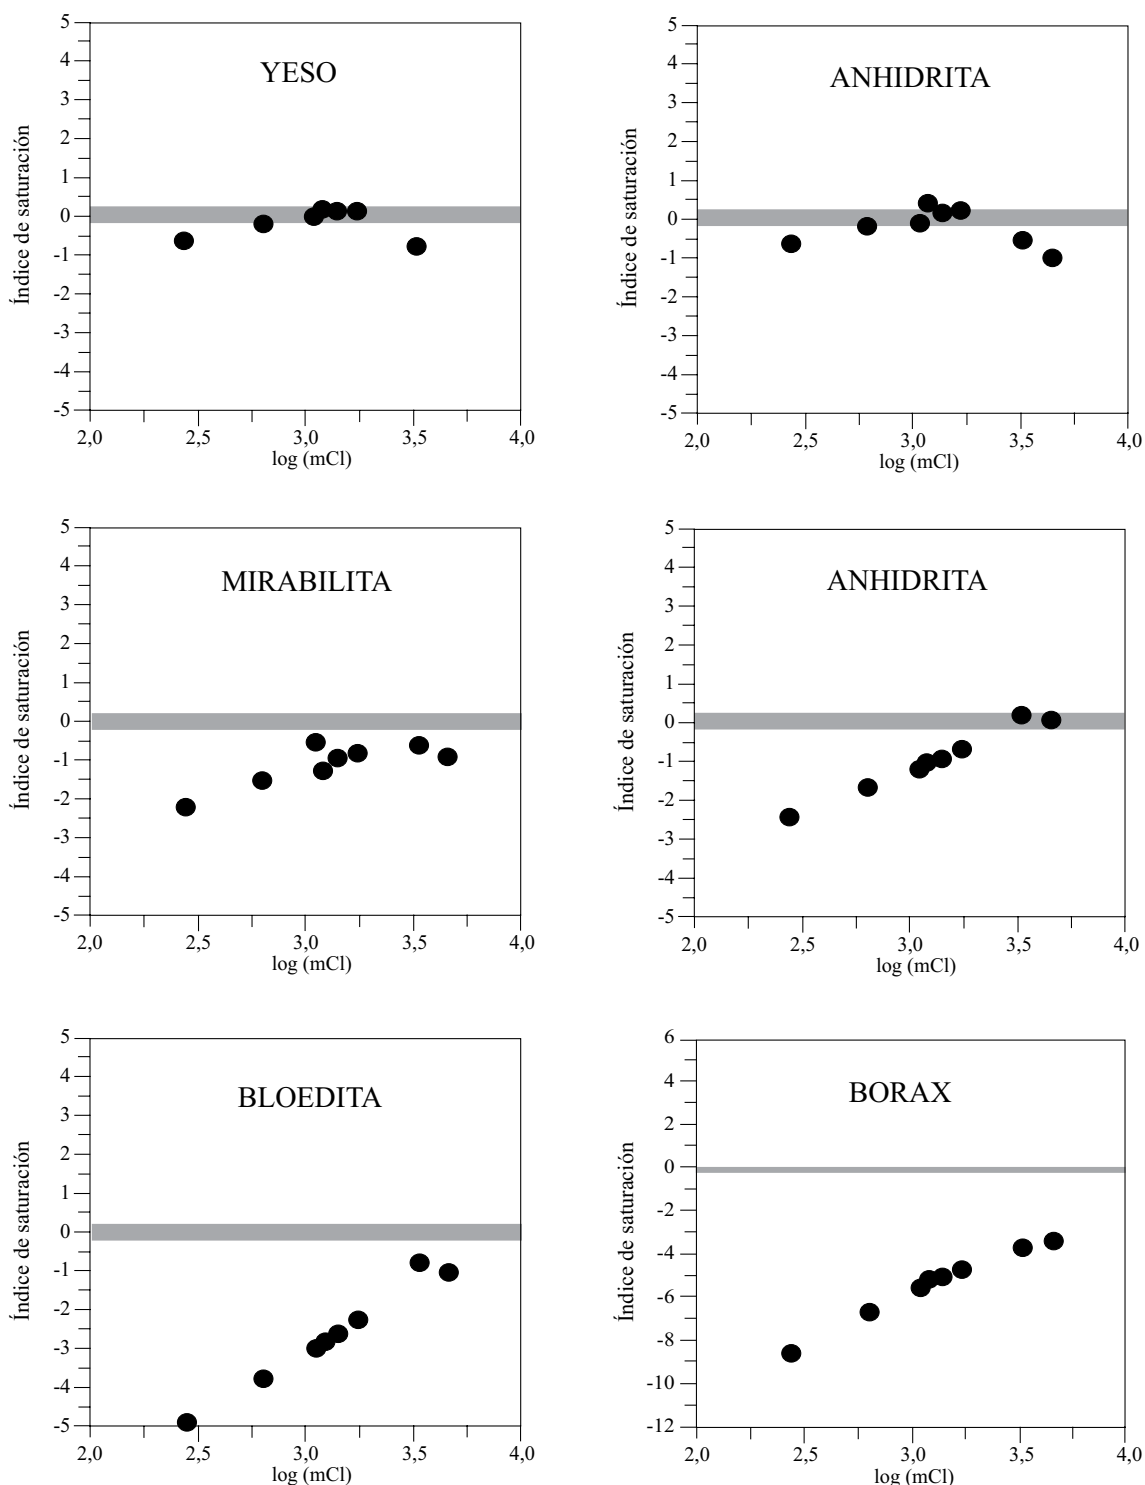 YESO
Índice de saturación
5
4
3
2
1
0
-1
-2
-3
-4
-5
2,0 2,5 3,0 3,5 4,0
log (mCl)
ANHIDRITA
Índice de saturación
5
4
3
2
1
0
-1
-2
-3
-4
-5
2,0 2,5 3,0 3,5 4,0
log (mCl)
MIRABILITA
Índice de saturación
5
4
3
2
1
0
-1
-2
-3
-4
-5
2,0 2,5 3,0 3,5 4,0
log (mCl)
ANHIDRITA
Índice de saturación
5
4
3
2
1
0
-1
-2
-3
-4
-5
2,0 2,5 3,0 3,5 4,0
log (mCl)
BLOEDITA
Índice de saturación
5
4
3
2
1
0
-1
-2
-3
-4
-5
2,0 2,5 3,0 3,5 4,0
log (mCl)
BORAX
Índice de saturación
6
4
2
0
-2
-4
-6
-8
-10
-12
2,0 2,5 3,0 3,5 4,0
log (mCl)